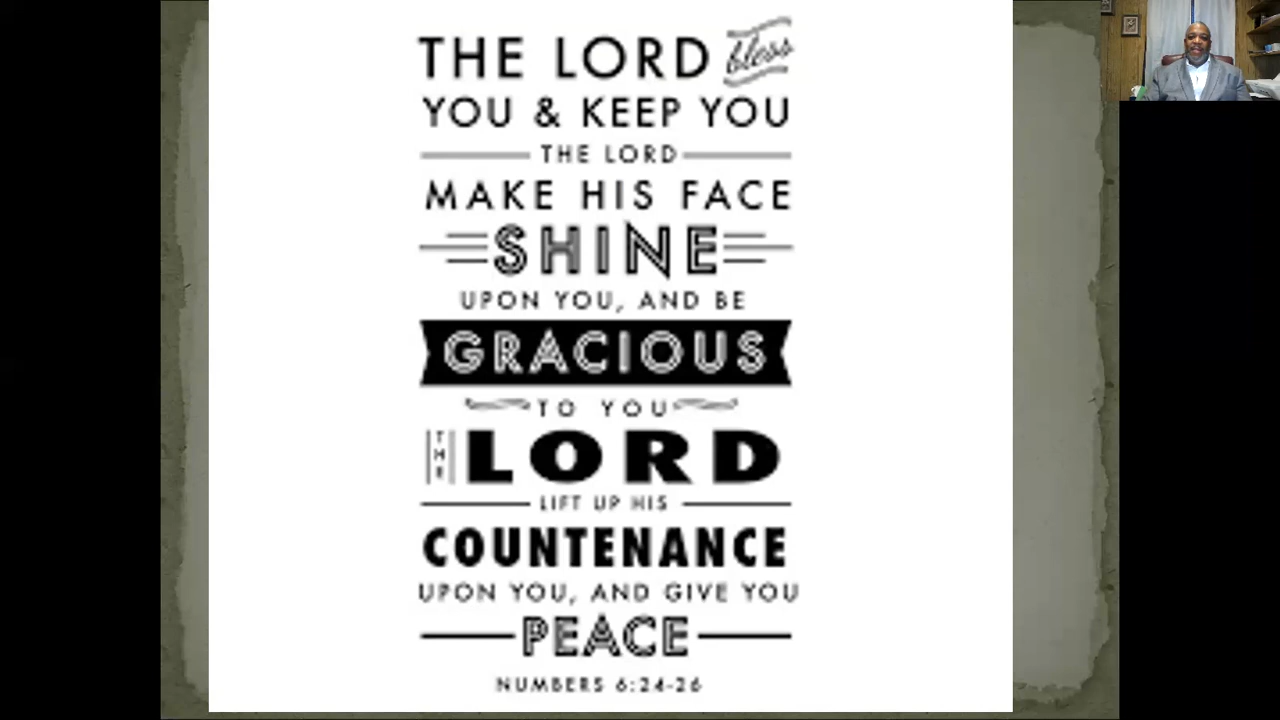 THE LORD bless
YOU & KEEP YOU
THE LORD
MAKE HIS FACE
SHINE
UPON YOU, AND BE
GRACIOUS
TO YOU
THE LORD
LIFT UP HIS
COUNTENANCE
UPON YOU, AND GIVE YOU
PEACE
NUMBERS 6:24-26